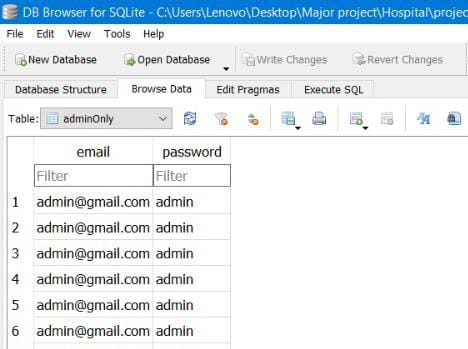 DB Browser for SQLite - C:\Users\Lenovo\Desktop\Major project\Hospital\projec
File Edit View Tools Help
New Database Open Database Write Changes Revert Changes
Database Structure Browse Data Edit Pragmas Execute SQL
Table: adminOnly
email password
Filter Filter
1 admin@gmail.com admin
2 admin@gmail.com admin
3 admin@gmail.com admin
4 admin@gmail.com admin
5 admin@gmail.com admin
6 admin@gmail.com admin